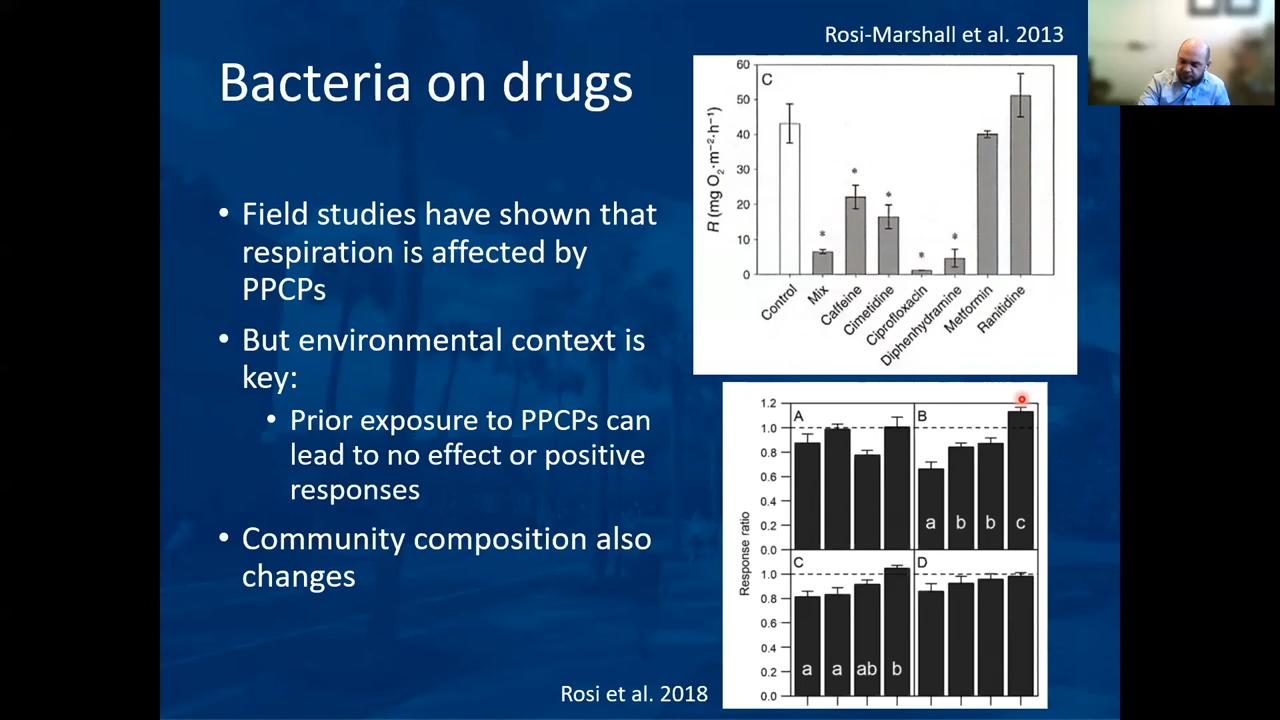 Rosi-Marshall et al. 2013
Bacteria on drugs
• Field studies have shown that
respiration is affected by
PPCPs
• But environmental context is
key:
• Prior exposure to PPCPs can
lead to no effect or positive
responses
• Community composition also
changes
Rosi et al. 2018
C
60
50
40
30
20
10
0
R (mg O₂·m⁻²·h⁻¹)
* * * * *
Control Mix Caffeine Cimetidine Ciprofloxacin Diphenhydramine Metformin Ranitidine
A B
1.2
1.0
0.8
0.6
0.4
0.2
0.0
a b b c
Response ratio
C D
1.0
0.8
0.6
0.4
0.2
0.0
a a ab b